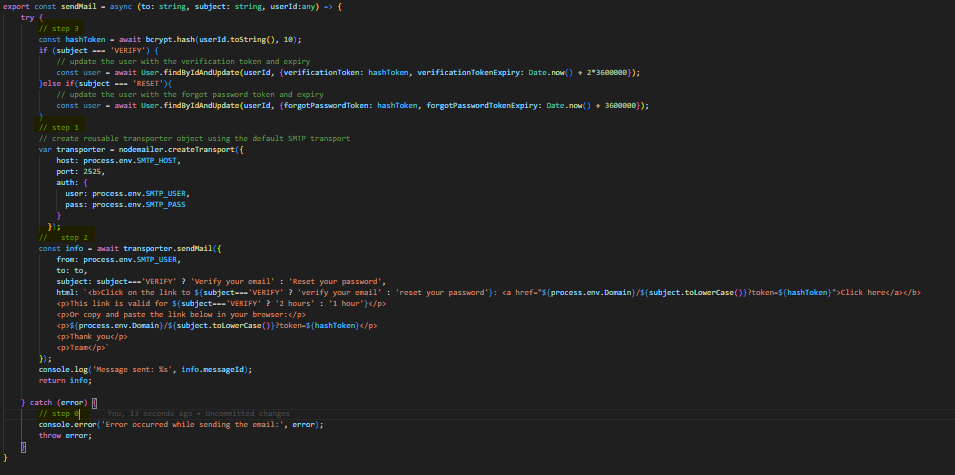 export const sendMail = async (to: string, subject: string, userId:any) => {
try {
// step 3
const hashToken = await bcrypt.hash(userId.toString(), 10);
if (subject === 'VERIFY') {
// update the user with the verification token and expiry
const user = await User.findByIdAndUpdate(userId, {verificationToken: hashToken, verificationTokenExpiry: Date.now() + 2*3600000});
}else if(subject === 'RESET'){
// update the user with the forgot password token and expiry
const user = await User.findByIdAndUpdate(userId, {forgotPasswordToken: hashToken, forgotPasswordTokenExpiry: Date.now() + 3600000});
}
// step 1
// create reusable transporter object using the default SMTP transport
var transporter = nodemailer.createTransport({
host: process.env.SMTP_HOST,
port: 2525,
auth: {
user: process.env.SMTP_USER,
pass: process.env.SMTP_PASS
}
});
// step 2
const info = await transporter.sendMail({
from: process.env.SMTP_USER,
to: to,
subject: subject==='VERIFY' ? 'Verify your email' : 'Reset your password',
html: `<b>Click on the link to ${subject==='VERIFY' ? 'verify your email' : 'reset your password'}: <a href="${process.env.Domain}/${subject.toLowerCase()}?token=${hashToken}">Click here</a></b>
<p>This link is valid for ${subject==='VERIFY' ? '2 hours' : '1 hour'}</p>
<p>Or copy and paste the link below in your browser:</p>
<p>${process.env.Domain}/${subject.toLowerCase()}?token=${hashToken}</p>
<p>Thank you</p>
<p>Team</p>`
});
console.log('Message sent: %s', info.messageId);
return info;
} catch (error) {
// step 0 You, 13 seconds ago • Uncommitted changes
console.error('Error occurred while sending the email:', error);
throw error;
}
}